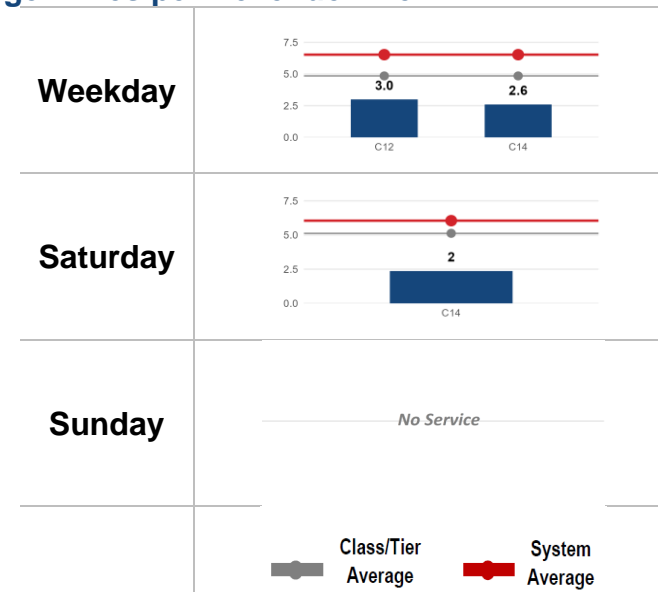 Weekday
7.5
5.0
2.5
0.0
3.0
2.6
C12
C14
Saturday
7.5
5.0
2.5
0.0
2
C14
Sunday
No Service
Class/Tier
Average
System
Average